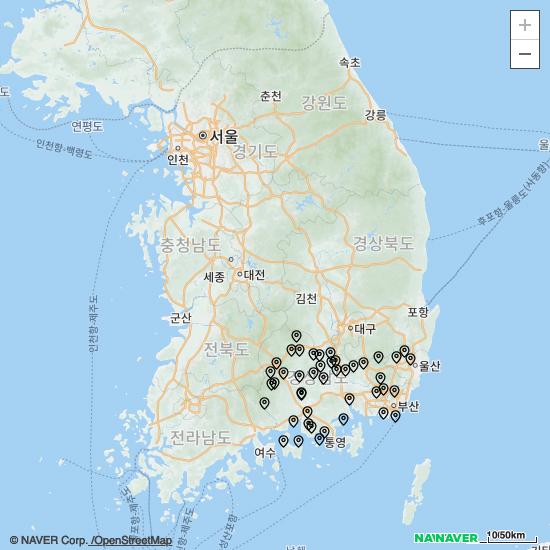 속초
춘천
강원도
강릉
연평도
서울
인천
경기도
인천항-백령도
울
후포항-울릉도(사동항)
충청남도
경상북도
세종
대전
김천
인천항-제주도
군산
포항
대구
전북도
울산
부산
전라남도
여수
통영
10/50km
NAVER
© NAVER Corp. /OpenStreetMap